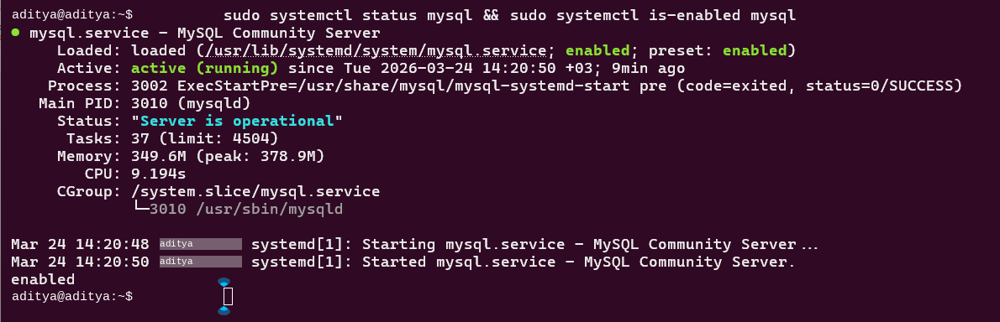 aditya@aditya:~$ sudo systemctl status mysql && sudo systemctl is-enabled mysql
● mysql.service - MySQL Community Server
Loaded: loaded (/usr/lib/systemd/system/mysql.service; enabled; preset: enabled)
Active: active (running) since Tue 2026-03-24 14:20:50 +03; 9min ago
Process: 3002 ExecStartPre=/usr/share/mysql/mysql-systemd-start pre (code=exited, status=0/SUCCESS)
Main PID: 3010 (mysqld)
Status: "Server is operational"
Tasks: 37 (limit: 4504)
Memory: 349.6M (peak: 378.9M)
CPU: 9.194s
CGroup: /system.slice/mysql.service
└─3010 /usr/sbin/mysqld
Mar 24 14:20:48 aditya systemd[1]: Starting mysql.service - MySQL Community Server...
Mar 24 14:20:50 aditya systemd[1]: Started mysql.service - MySQL Community Server.
enabled
aditya@aditya:~$